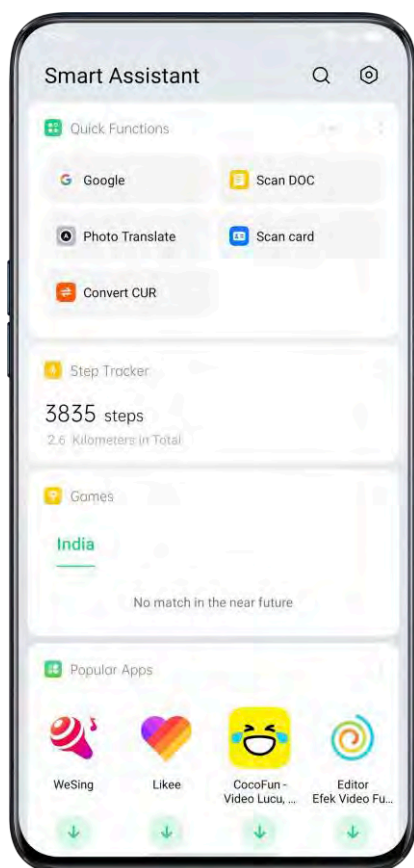 Smart Assistant
Quick Functions
Google
Scan DOC
Photo Translate
Scan card
Convert CUR
Step Tracker
3835 steps
2.6 Kilometers in Total
Games
India
No match in the near future
Popular Apps
WeSing
Likee
CocoFun -
Video Lucu, ...
Editor
Efek Video Fu...